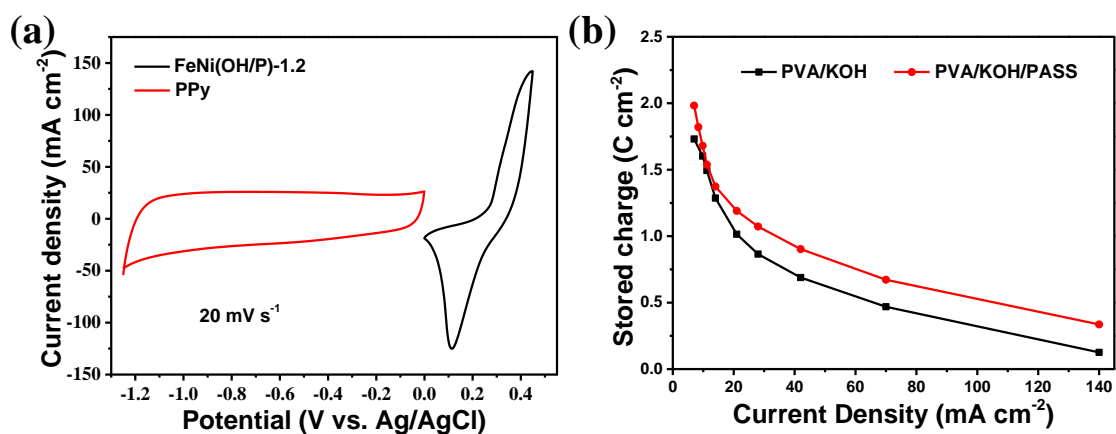 (a)
FeNi(OH/P)-1.2
PPy
20 mV s⁻¹
Current density (mA cm⁻²)
150
100
50
0
-50
-100
-150
-1.2
-1.0
-0.8
-0.6
-0.4
-0.2
0.0
0.2
0.4
Potential (V vs. Ag/AgCl)
(b)
PVA/KOH
PVA/KOH/PASS
Stored charge (C cm⁻²)
2.5
2.0
1.5
1.0
0.5
0.0
0
20
40
60
80
100
120
140
Current Density (mA cm⁻²)